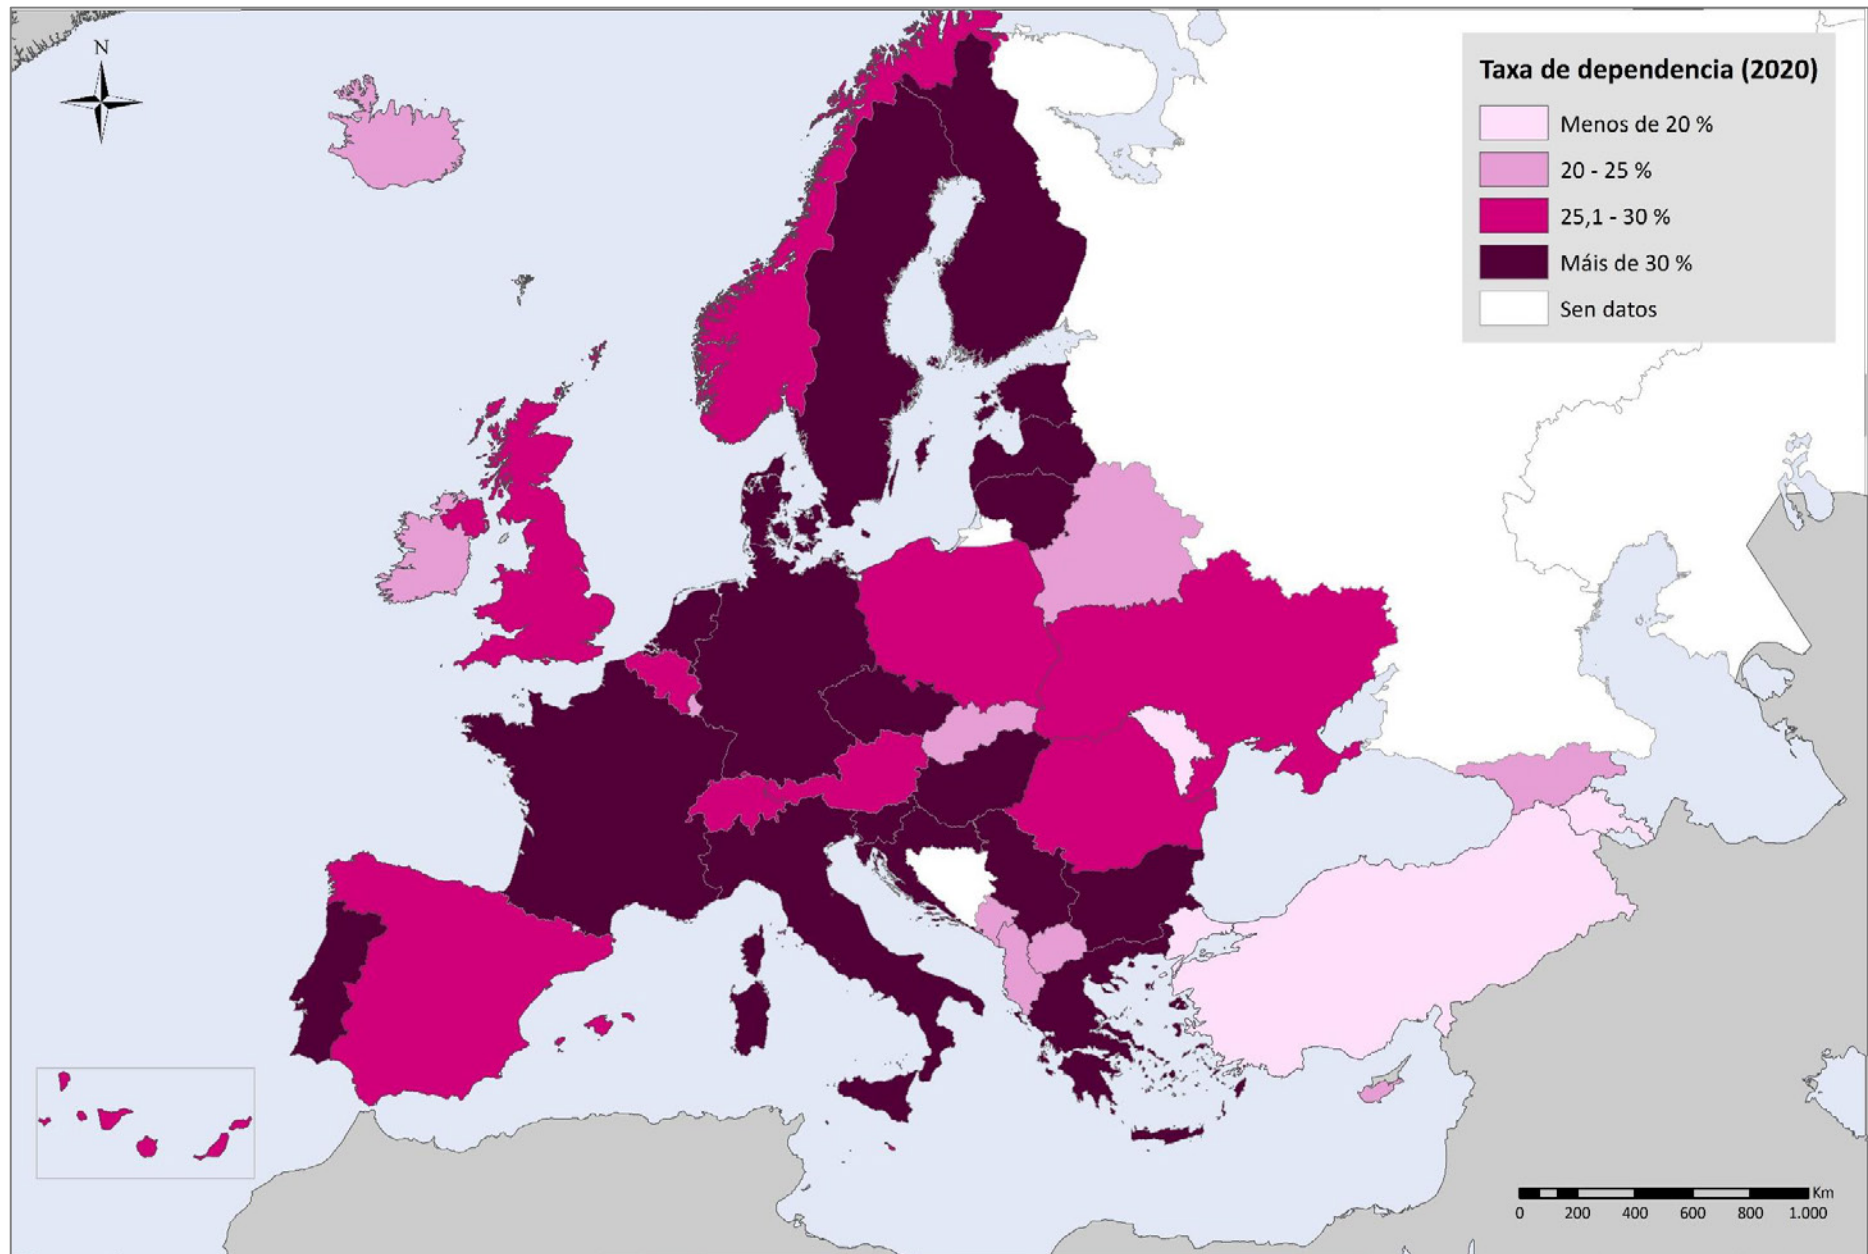 N
Taxa de dependencia (2020)
Menos de 20 %
20 - 25 %
25,1 - 30 %
Máis de 30 %
Sen datos
Km
0 200 400 600 800 1.000